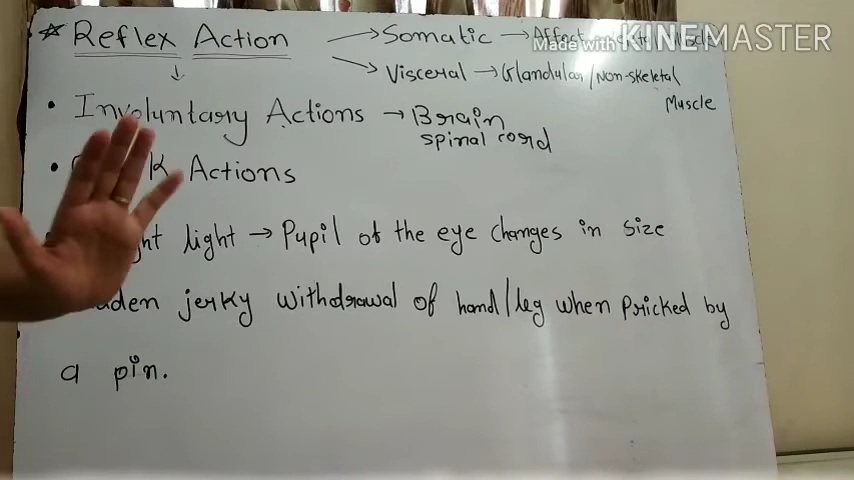 ☆ Reflex Action → Somatic → Affect
Made with KINEMASTER
↓ → Visceral → Glandular/Non-skeletal
Muscle
• Involuntary Actions → Brain
spinal cord
• Actions
light → Pupil of the eye changes in size
jerky withdrawal of hand/leg when pricked by
a pin.